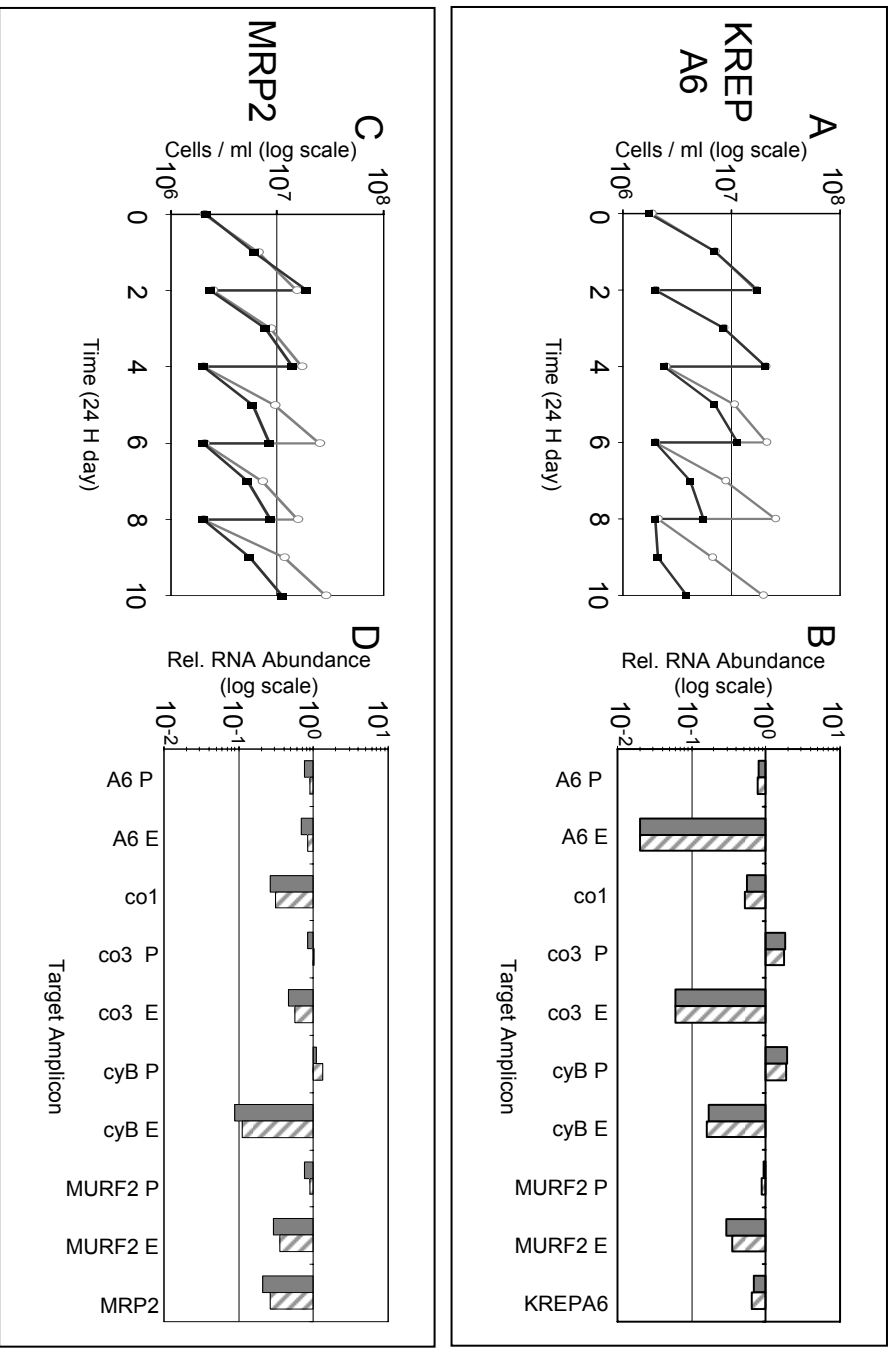 KREP
A6
A
Cells / ml (log scale)
10^8
10^7
10^6
0 2 4 6 8 10
Time (24 H day)
B
Rel. RNA Abundance
(log scale)
10^1
10^0
10^-1
10^-2
A6 P
A6 E
co1
co3 P
co3 E
cyB P
cyB E
MURF2 P
MURF2 E
KREPA6
Target Amplicon
MRP2
C
Cells / ml (log scale)
10^8
10^7
10^6
0 2 4 6 8 10
Time (24 H day)
D
Rel. RNA Abundance
(log scale)
10^1
10^0
10^-1
10^-2
A6 P
A6 E
co1
co3 P
co3 E
cyB P
cyB E
MURF2 P
MURF2 E
MRP2
Target Amplicon